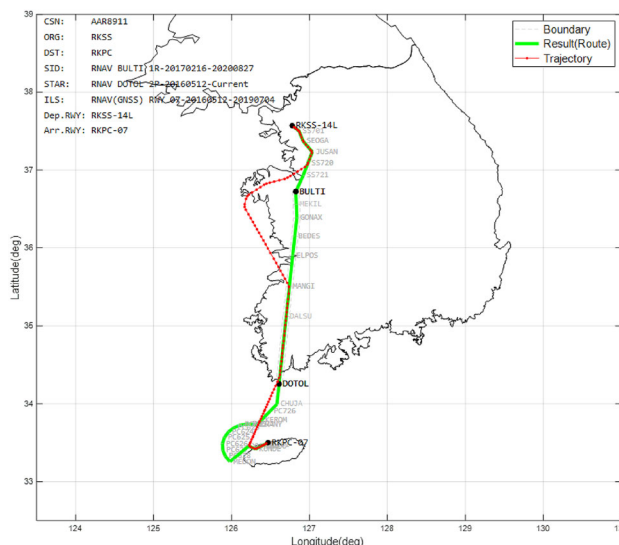 CSN: AAR8911
ORG: RKSS
DST: RKPC
SID: RNAV BULTI 1R-20170216-20200827
STAR: RNAV DOTOL 2P-20160512-Current
ILS: RNAV(GNSS) RWY 07-20160512-20190704
Dep.RWY: RKSS-14L
Arr.RWY: RKPC-07
Boundary
Result(Route)
Trajectory
RKSS-14L
SS701
SEOGA
JUSAN
SS720
SS721
BULTI
MEKIL
GONAX
BEDES
ELPOS
MANGI
DALSU
DOTOL
CHUJA
PC726
RKPC-07
38
37
36
35
34
33
Latitude(deg)
124
125
126
127
128
129
130
Longitude(deg)